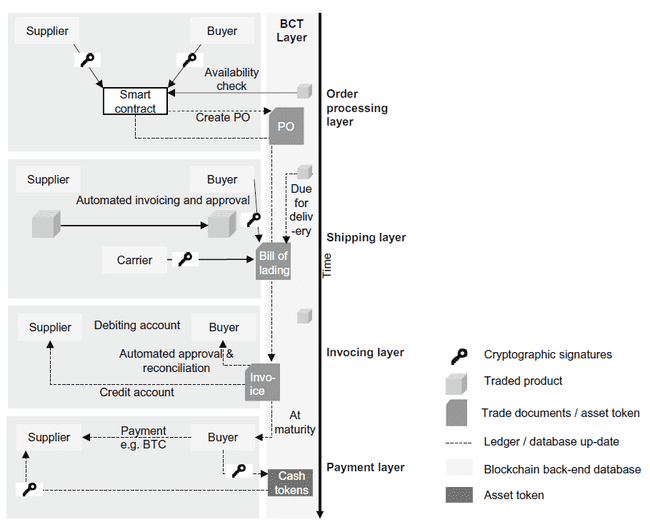 Supplier
Buyer
BCT
Layer
Availability
check
Smart
contract
Create PO
PO
Order
processing
layer
Supplier
Buyer
Automated invoicing and approval
Due
for
deliv
-ery
Carrier
Bill of
lading
Shipping layer
Time
Supplier
Debiting account
Buyer
Automated approval &
reconciliation
Credit account
Invo-
ice
Invocing layer
At
maturity
Supplier
Payment
e.g. BTC
Buyer
Cash
tokens
Payment layer
Cryptographic signatures
Traded product
Trade documents / asset token
Ledger / database up-date
Blockchain back-end database
Asset token